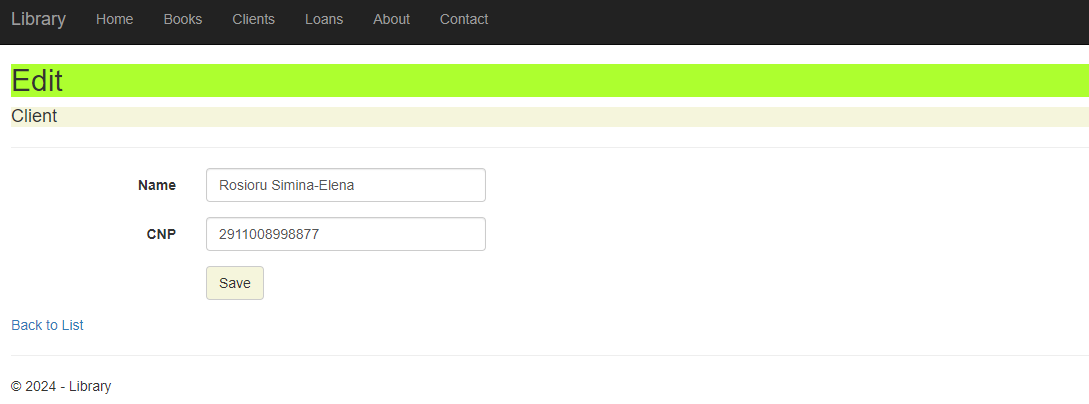 Library Home Books Clients Loans About Contact
Edit
Client
Name Rosioru Simina-Elena
CNP 2911008998877
Save
Back to List
© 2024 - Library